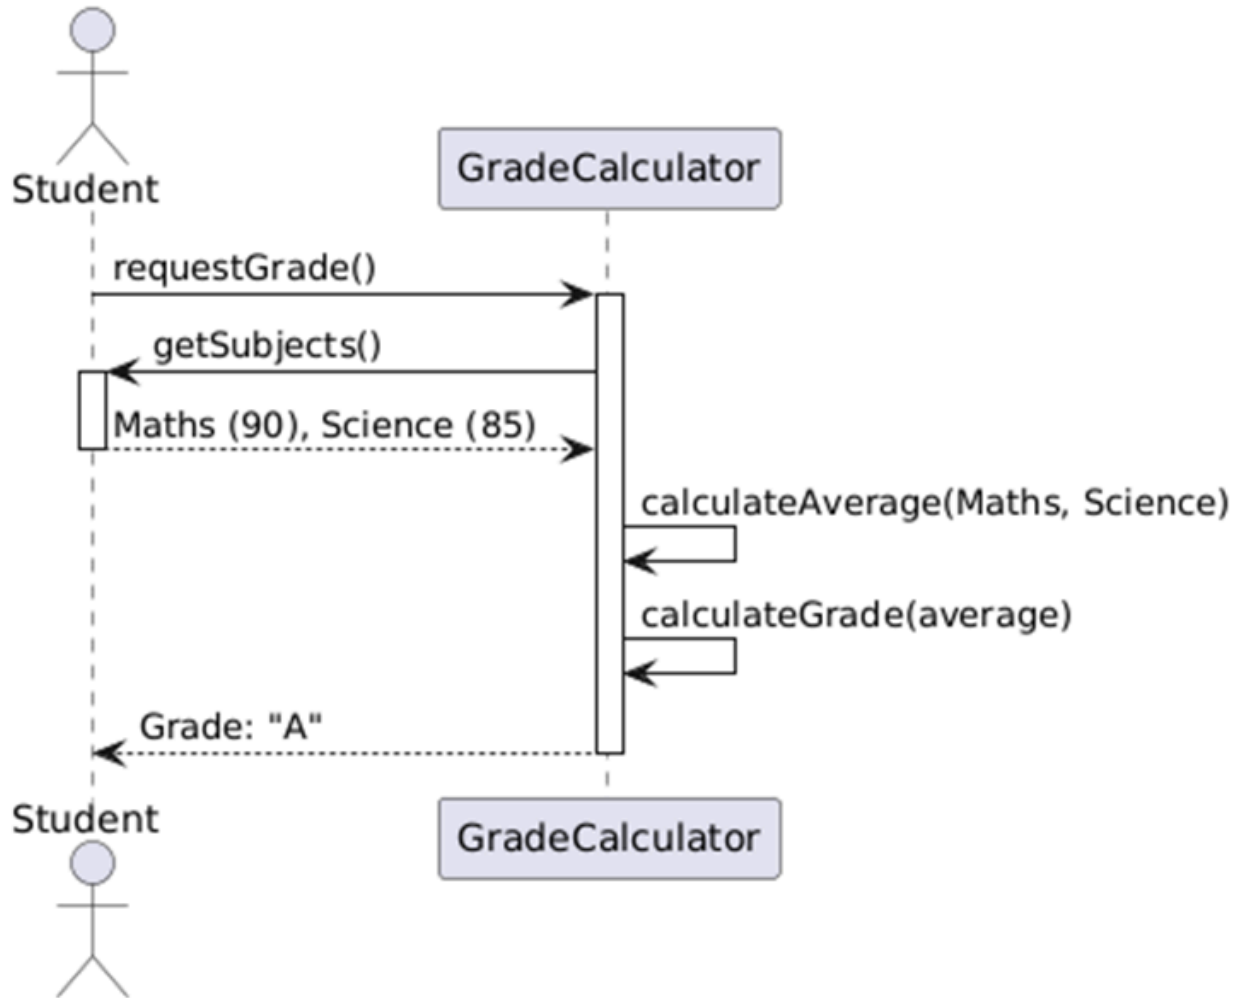 Student
GradeCalculator
requestGrade()
getSubjects()
Maths (90), Science (85)
calculateAverage(Maths, Science)
calculateGrade(average)
Grade: "A"
Student
GradeCalculator